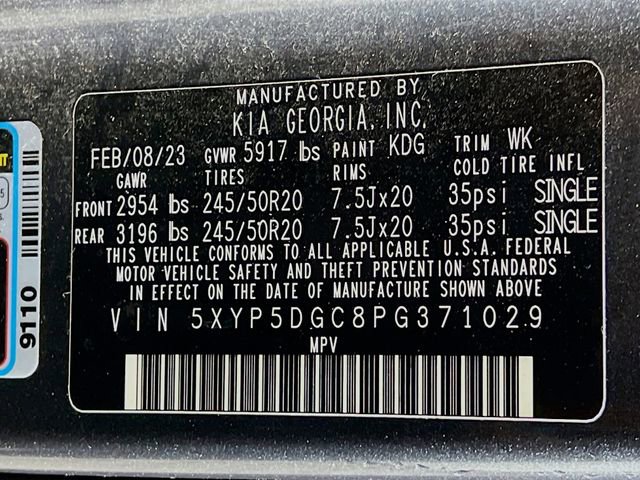 MANUFACTURED BY
KIA GEORGIA, INC.
FEB/08/23 GVWR 5917 lbs PAINT KDG TRIM WK
GAWR TIRES RIMS COLD TIRE INFL
FRONT 2954 lbs 245/50R20 7.5Jx20 35psi SINGLE
REAR 3196 lbs 245/50R20 7.5Jx20 35psi SINGLE
THIS VEHICLE CONFORMS TO ALL APPLICABLE U.S.A. FEDERAL
MOTOR VEHICLE SAFETY AND THEFT PREVENTION STANDARDS
IN EFFECT ON THE DATE OF MANUFACTURE SHOWN ABOVE
VIN 5XYP5DGC8PG371029
MPV
9110